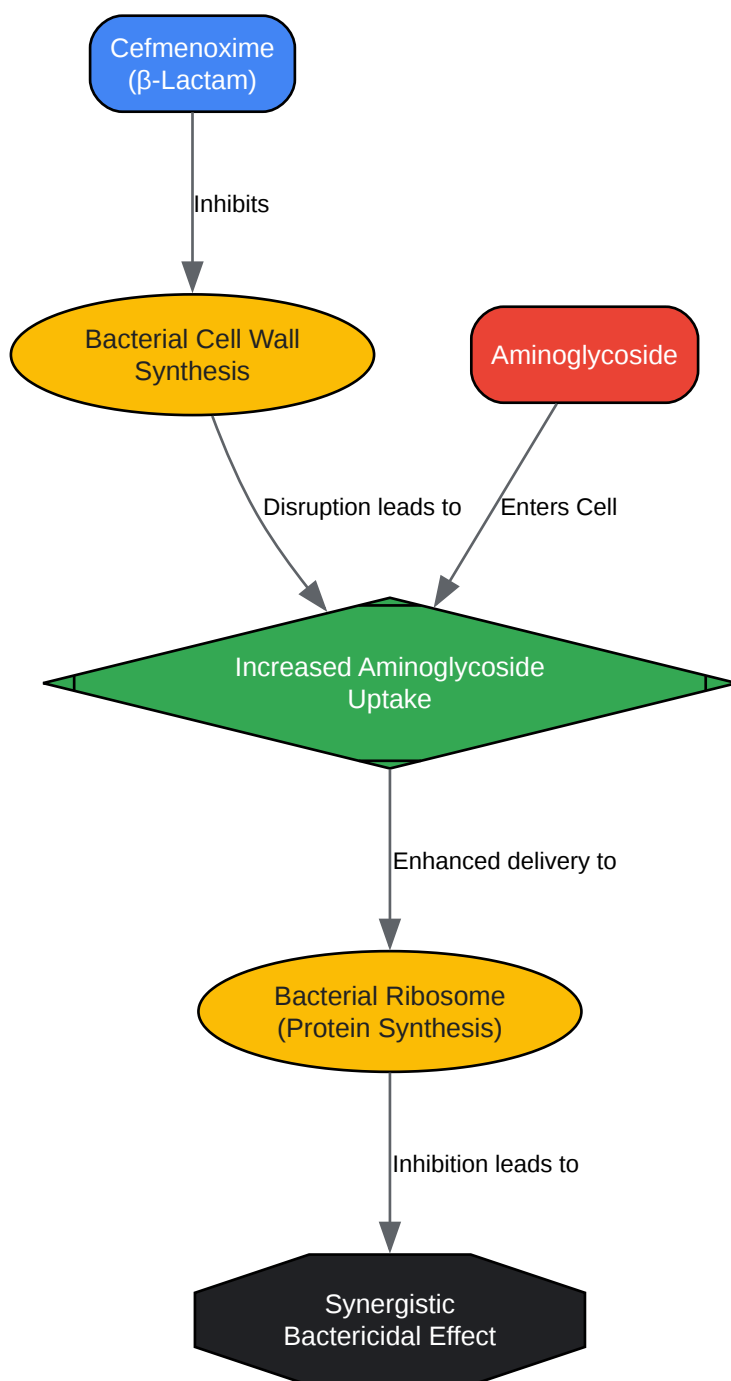 Cefmenoxime
(β-Lactam)
Inhibits
Bacterial Cell Wall
Synthesis
Aminoglycoside
Disruption leads to
Enters Cell
Increased Aminoglycoside
Uptake
Enhanced delivery to
Bacterial Ribosome
(Protein Synthesis)
Inhibition leads to
Synergistic
Bactericidal Effect